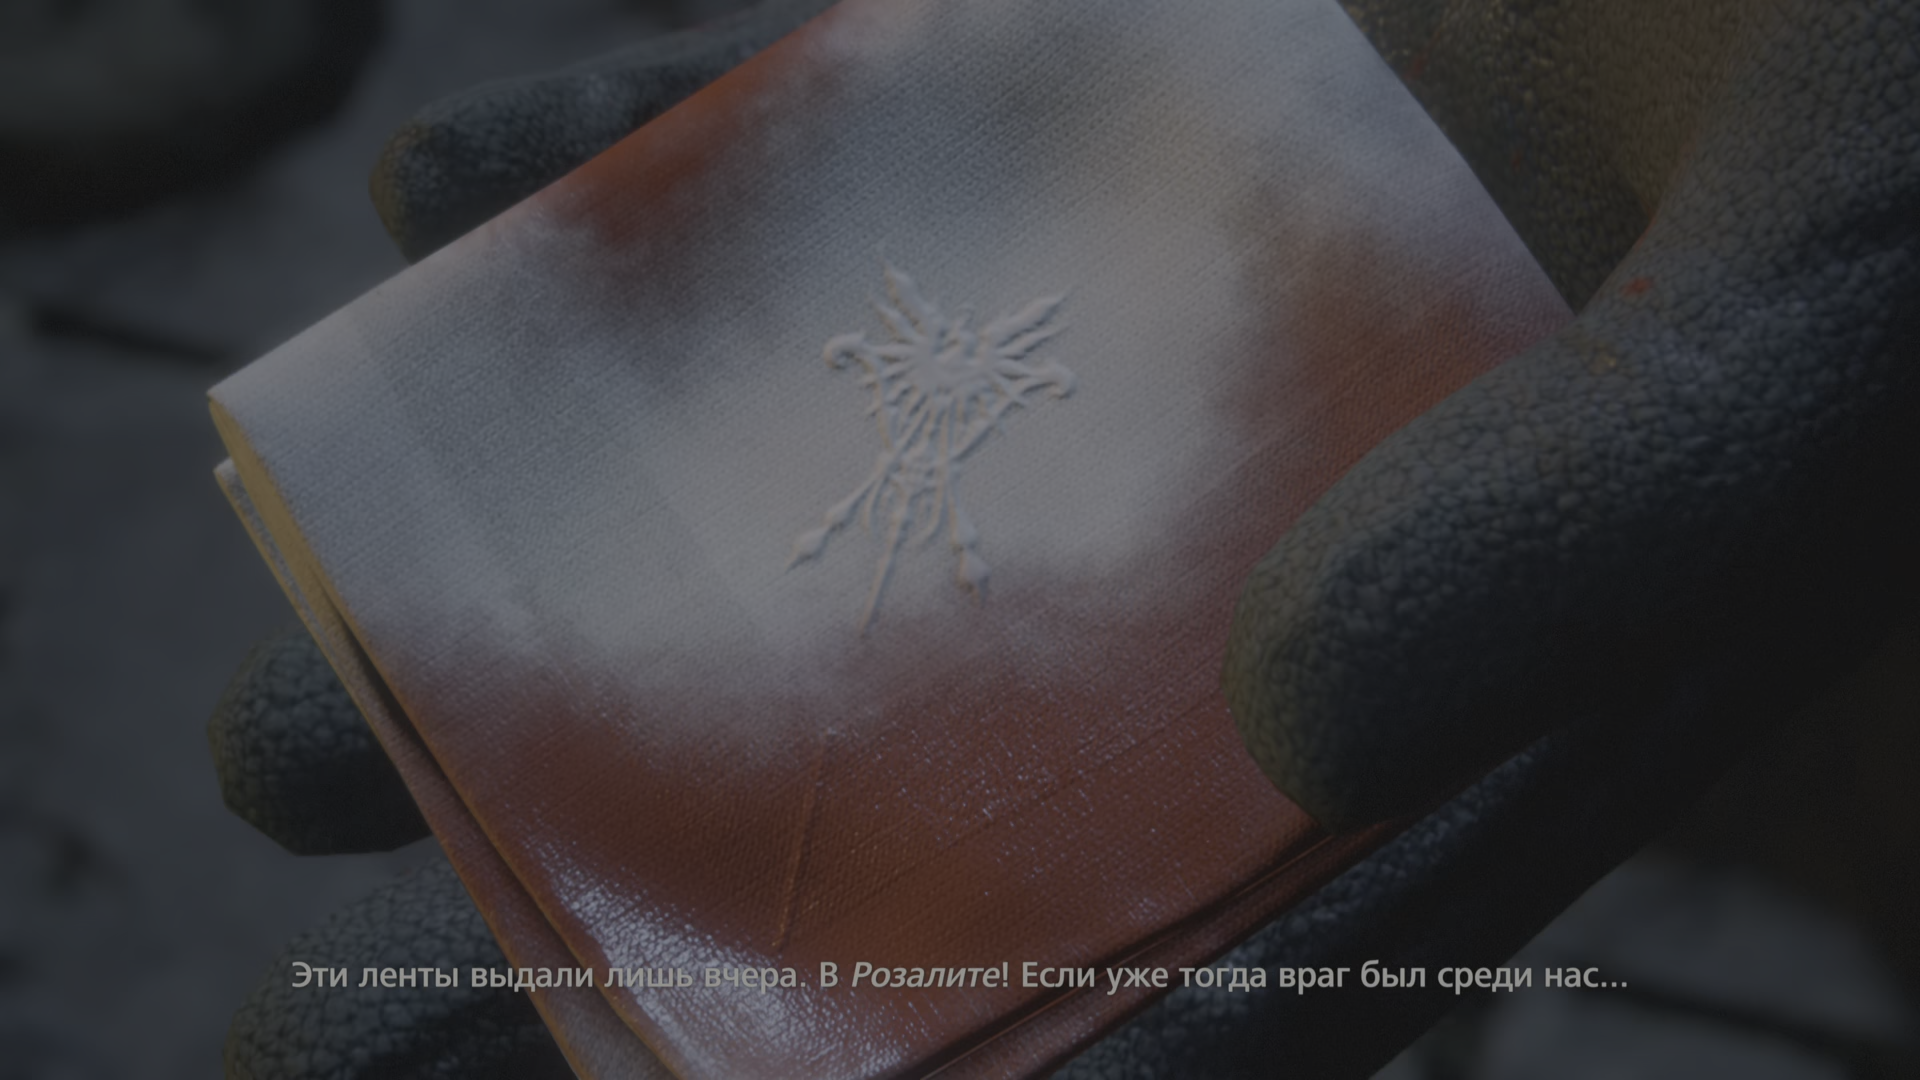 Эти ленты выдали лишь вчера. В Розалите! Если уже тогда враг был среди нас...